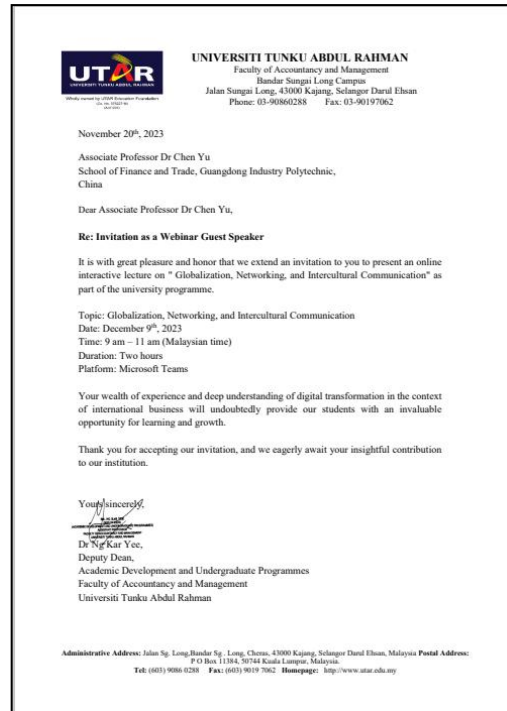 UTAR
UNIVERSITI TUNKU ABDUL RAHMAN
Wholly owned by UTAR Education Foundation
UNIVERSITI TUNKU ABDUL RAHMAN
Faculty of Accountancy and Management
Bandar Sungai Long Campus
Jalan Sungai Long, 43000 Kajang, Selangor Darul Ehsan
Phone: 03-90860288 Fax: 03-90197062
November 20th, 2023
Associate Professor Dr Chen Yu
School of Finance and Trade, Guangdong Industry Polytechnic,
China
Dear Associate Professor Dr Chen Yu,
Re: Invitation as a Webinar Guest Speaker
It is with great pleasure and honor that we extend an invitation to you to present an online
interactive lecture on " Globalization, Networking, and Intercultural Communication" as
part of the university programme.
Topic: Globalization, Networking, and Intercultural Communication
Date: December 9th, 2023
Time: 9 am – 11 am (Malaysian time)
Duration: Two hours
Platform: Microsoft Teams
Your wealth of experience and deep understanding of digital transformation in the context
of international business will undoubtedly provide our students with an invaluable
opportunity for learning and growth.
Thank you for accepting our invitation, and we eagerly await your insightful contribution
to our institution.
Yours sincerely,
Dr Ng Kar Yee,
Deputy Dean,
Academic Development and Undergraduate Programmes
Faculty of Accountancy and Management
Universiti Tunku Abdul Rahman
Administrative Address: Jalan Sg. Long,Bandar Sg . Long, Cheras, 43000 Kajang, Selangor Darul Ehsan, Malaysia Postal Address:
P O Box 11384, 50744 Kuala Lumpur, Malaysia.
Tel: (603) 9086 0288 Fax: (603) 9019 7062 Homepage: http://www.utar.edu.my